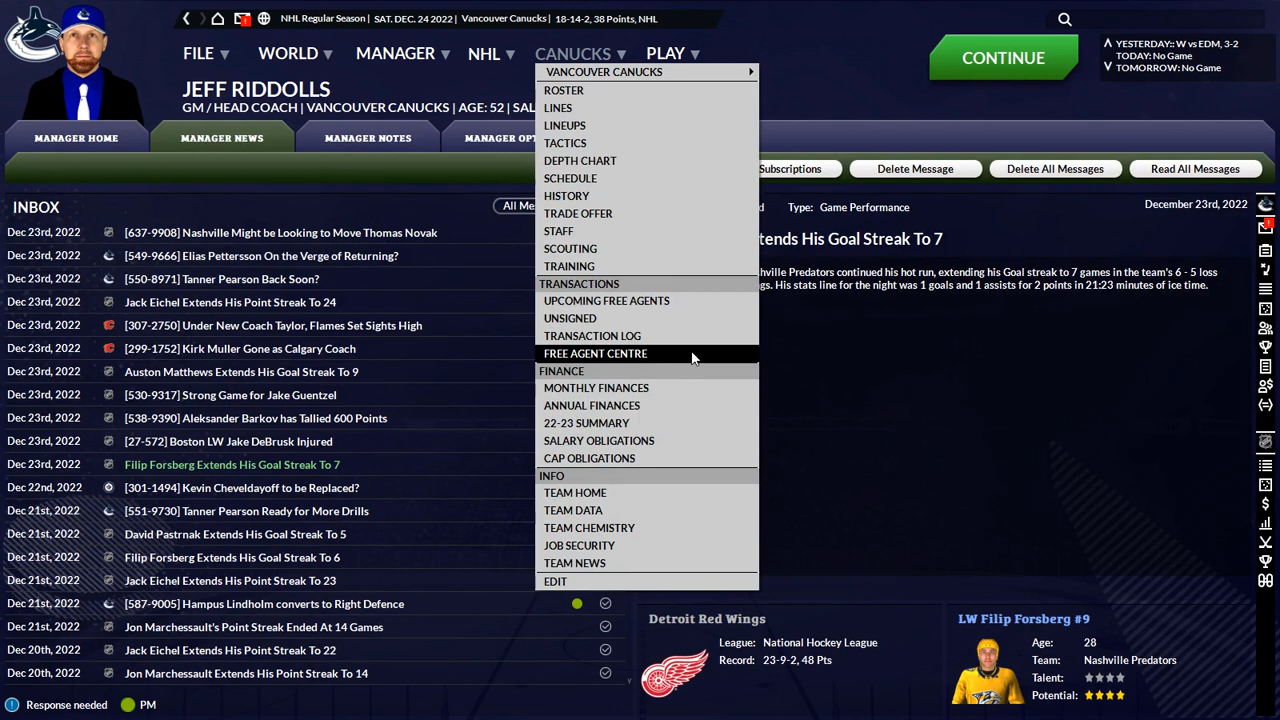 NHL Regular Season | SAT. DEC. 24 2022 | Vancouver Canucks | 18-14-2, 38 Points, NHL
FILE WORLD MANAGER NHL CANUCKS PLAY
CONTINUE
YESTERDAY:: W vs EDM, 3-2
TODAY: No Game
TOMORROW: No Game
JEFF RIDDOLLS
GM / HEAD COACH | VANCOUVER CANUCKS | AGE: 52 | SAL
MANAGER HOME MANAGER NEWS MANAGER NOTES MANAGER OPT
Subscriptions Delete Message Delete All Messages Read All Messages
INBOX
All Me
Dec 23rd, 2022 [637-9908] Nashville Might be Looking to Move Thomas Novak
Dec 23rd, 2022 [549-9666] Elias Pettersson On the Verge of Returning?
Dec 23rd, 2022 [550-8971] Tanner Pearson Back Soon?
Dec 23rd, 2022 Jack Eichel Extends His Point Streak To 24
Dec 23rd, 2022 [307-2750] Under New Coach Taylor, Flames Set Sights High
Dec 23rd, 2022 [299-1752] Kirk Muller Gone as Calgary Coach
Dec 23rd, 2022 Auston Matthews Extends His Goal Streak To 9
Dec 23rd, 2022 [530-9317] Strong Game for Jake Guentzel
Dec 23rd, 2022 [538-9390] Aleksander Barkov has Tallied 600 Points
Dec 23rd, 2022 [27-572] Boston LW Jake DeBrusk Injured
Dec 23rd, 2022 Filip Forsberg Extends His Goal Streak To 7
Dec 22nd, 2022 [301-1494] Kevin Cheveldayoff to be Replaced?
Dec 21st, 2022 [551-9730] Tanner Pearson Ready for More Drills
Dec 21st, 2022 David Pastrnak Extends His Goal Streak To 5
Dec 21st, 2022 Filip Forsberg Extends His Goal Streak To 6
Dec 21st, 2022 Jack Eichel Extends His Point Streak To 23
Dec 21st, 2022 [587-9005] Hampus Lindholm converts to Right Defence
Dec 21st, 2022 Jon Marchessault's Point Streak Ended At 14 Games
Dec 20th, 2022 Jack Eichel Extends His Point Streak To 22
Dec 20th, 2022 Jon Marchessault Extends His Point Streak To 14
Response needed PM
VANCOUVER CANUCKS
ROSTER
LINES
LINEUPS
TACTICS
DEPTH CHART
SCHEDULE
HISTORY
TRADE OFFER
STAFF
SCOUTING
TRAINING
TRANSACTIONS
UPCOMING FREE AGENTS
UNSIGNED
TRANSACTION LOG
FREE AGENT CENTRE
FINANCE
MONTHLY FINANCES
ANNUAL FINANCES
22-23 SUMMARY
SALARY OBLIGATIONS
CAP OBLIGATIONS
INFO
TEAM HOME
TEAM DATA
TEAM CHEMISTRY
JOB SECURITY
TEAM NEWS
EDIT
d Type: Game Performance December 23rd, 2022
tends His Goal Streak To 7
hville Predators continued his hot run, extending his Goal streak to 7 games in the team's 6 - 5 loss
ngs. His stats line for the night was 1 goals and 1 assists for 2 points in 21:23 minutes of ice time.
Detroit Red Wings
League: National Hockey League
Record: 23-9-2, 48 Pts
LW Filip Forsberg #9
Age: 28
Team: Nashville Predators
Talent:
Potential: